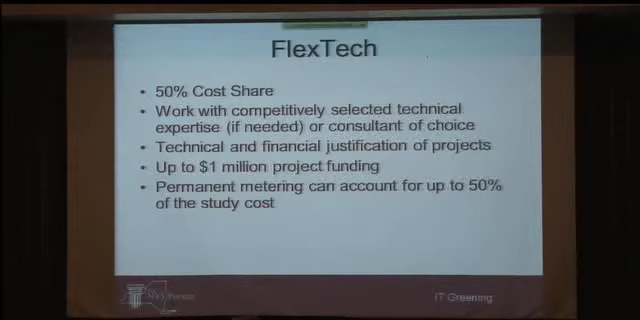 FlexTech
• 50% Cost Share
• Work with competitively selected technical
expertise (if needed) or consultant of choice
• Technical and financial justification of projects
• Up to $1 million project funding
• Permanent metering can account for up to 50%
of the study cost
NYS Forum
IT Greening